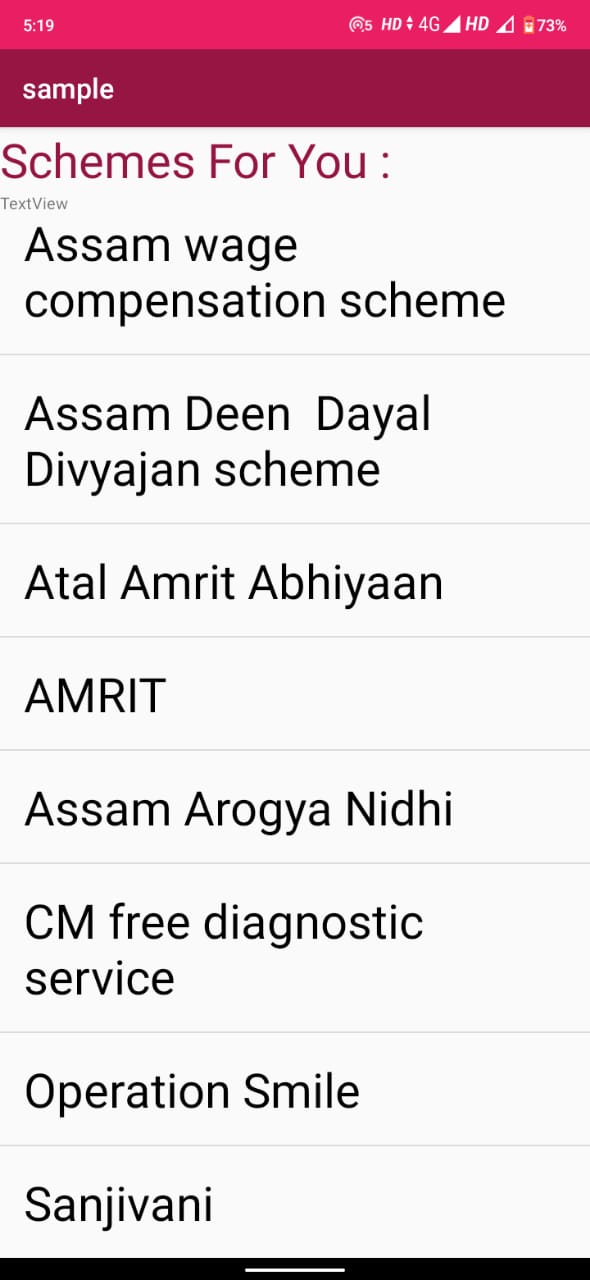 5:19 5 HD 4G HD 73%
sample
Schemes For You :
TextView
Assam wage
compensation scheme
Assam Deen  Dayal
Divyajan scheme
Atal Amrit Abhiyaan
AMRIT
Assam Arogya Nidhi
CM free diagnostic
service
Operation Smile
Sanjivani